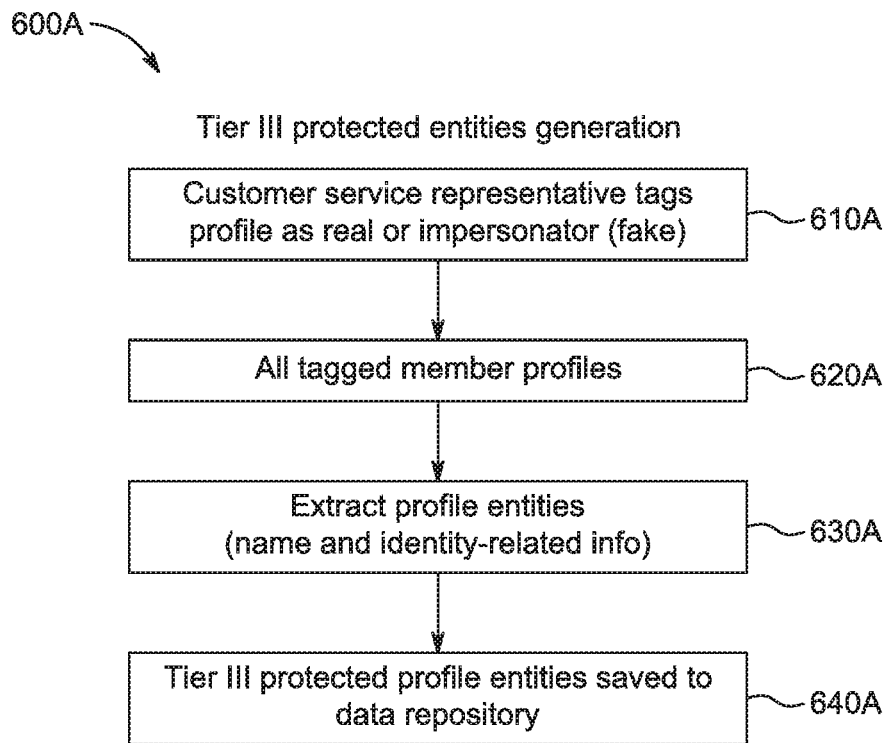 600A
Tier III protected entities generation
Customer service representative tags
profile as real or impersonator (fake)
610A
All tagged member profiles
620A
Extract profile entities
(name and identity-related info)
630A
Tier III protected profile entities saved to
data repository
640A